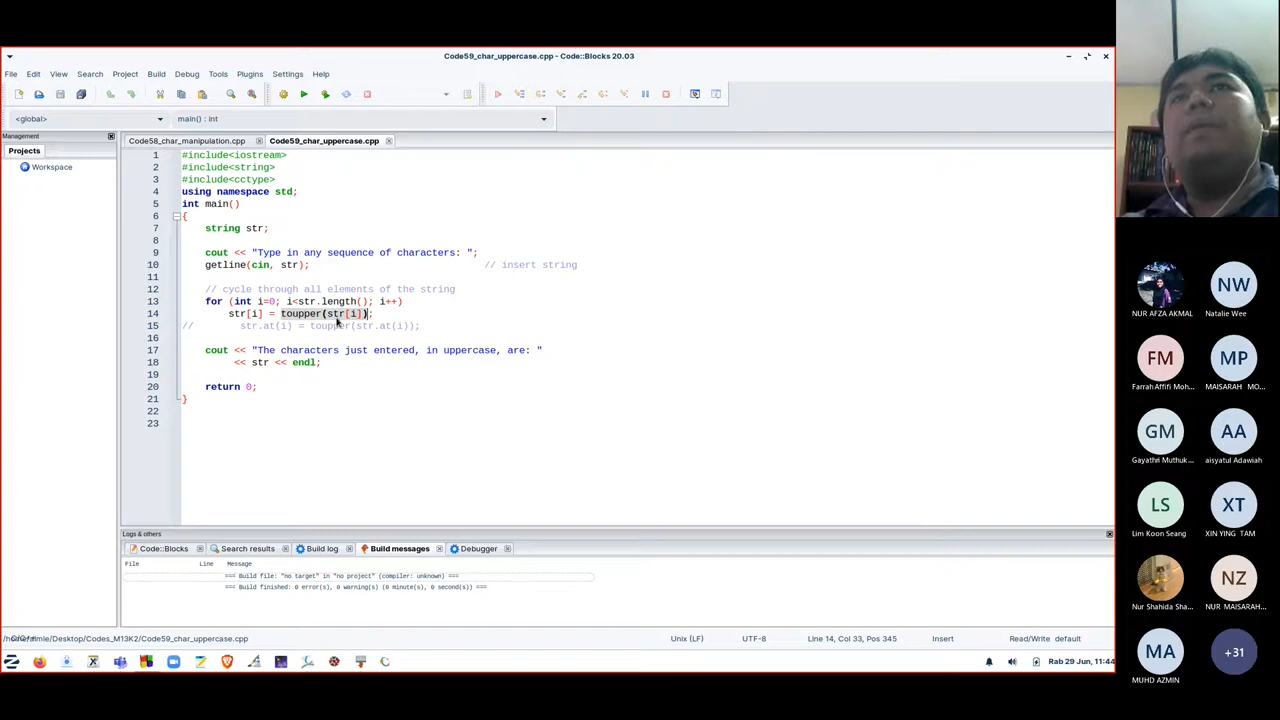 Code59_char_uppercase.cpp - Code::Blocks 20.03
File Edit View Search Project Build Debug Tools Plugins Settings Help
<global> main() : int
Management
Projects
Workspace
Code58_char_manipulation.cpp Code59_char_uppercase.cpp
1 #include<iostream>
2 #include<string>
3 #include<cctype>
4 using namespace std;
5 int main()
6 {
7 string str;
8
9 cout << "Type in any sequence of characters: ";
10 getline(cin, str); // insert string
11
12 // cycle through all elements of the string
13 for (int i=0; i<str.length(); i++)
14 str[i] = toupper(str[i]);
15 // str.at(i) = toupper(str.at(i));
16
17 cout << "The characters just entered, in uppercase, are: "
18 << str << endl;
19
20 return 0;
21 }
22
23
Logs & others
Code::Blocks Search results Build log Build messages Debugger
File Line Message
=== Build file: "no target" in "no project" (compiler: unknown) ===
=== Build finished: 0 error(s), 0 warning(s) (0 minute(s), 0 second(s)) ===
Desktop/Codes_M13K2/Code59_char_uppercase.cpp Unix (LF) UTF-8 Line 14, Col 33, Pos 345 Insert Read/Write default
Rab 29 Jun, 11:44
NUR AFZA AKMAL
NW
Natalie Wee
FM
Farrah Affifi Moh...
MP
MAISARAH MO...
GM
Gayathri Muthuk...
AA
aisyatul Adawiah
LS
Lim Koon Seang
XT
XIN YING TAM
Nur Shahida Sha...
NZ
NUR MAISARAH...
MA
MUHD AZMIN
+31